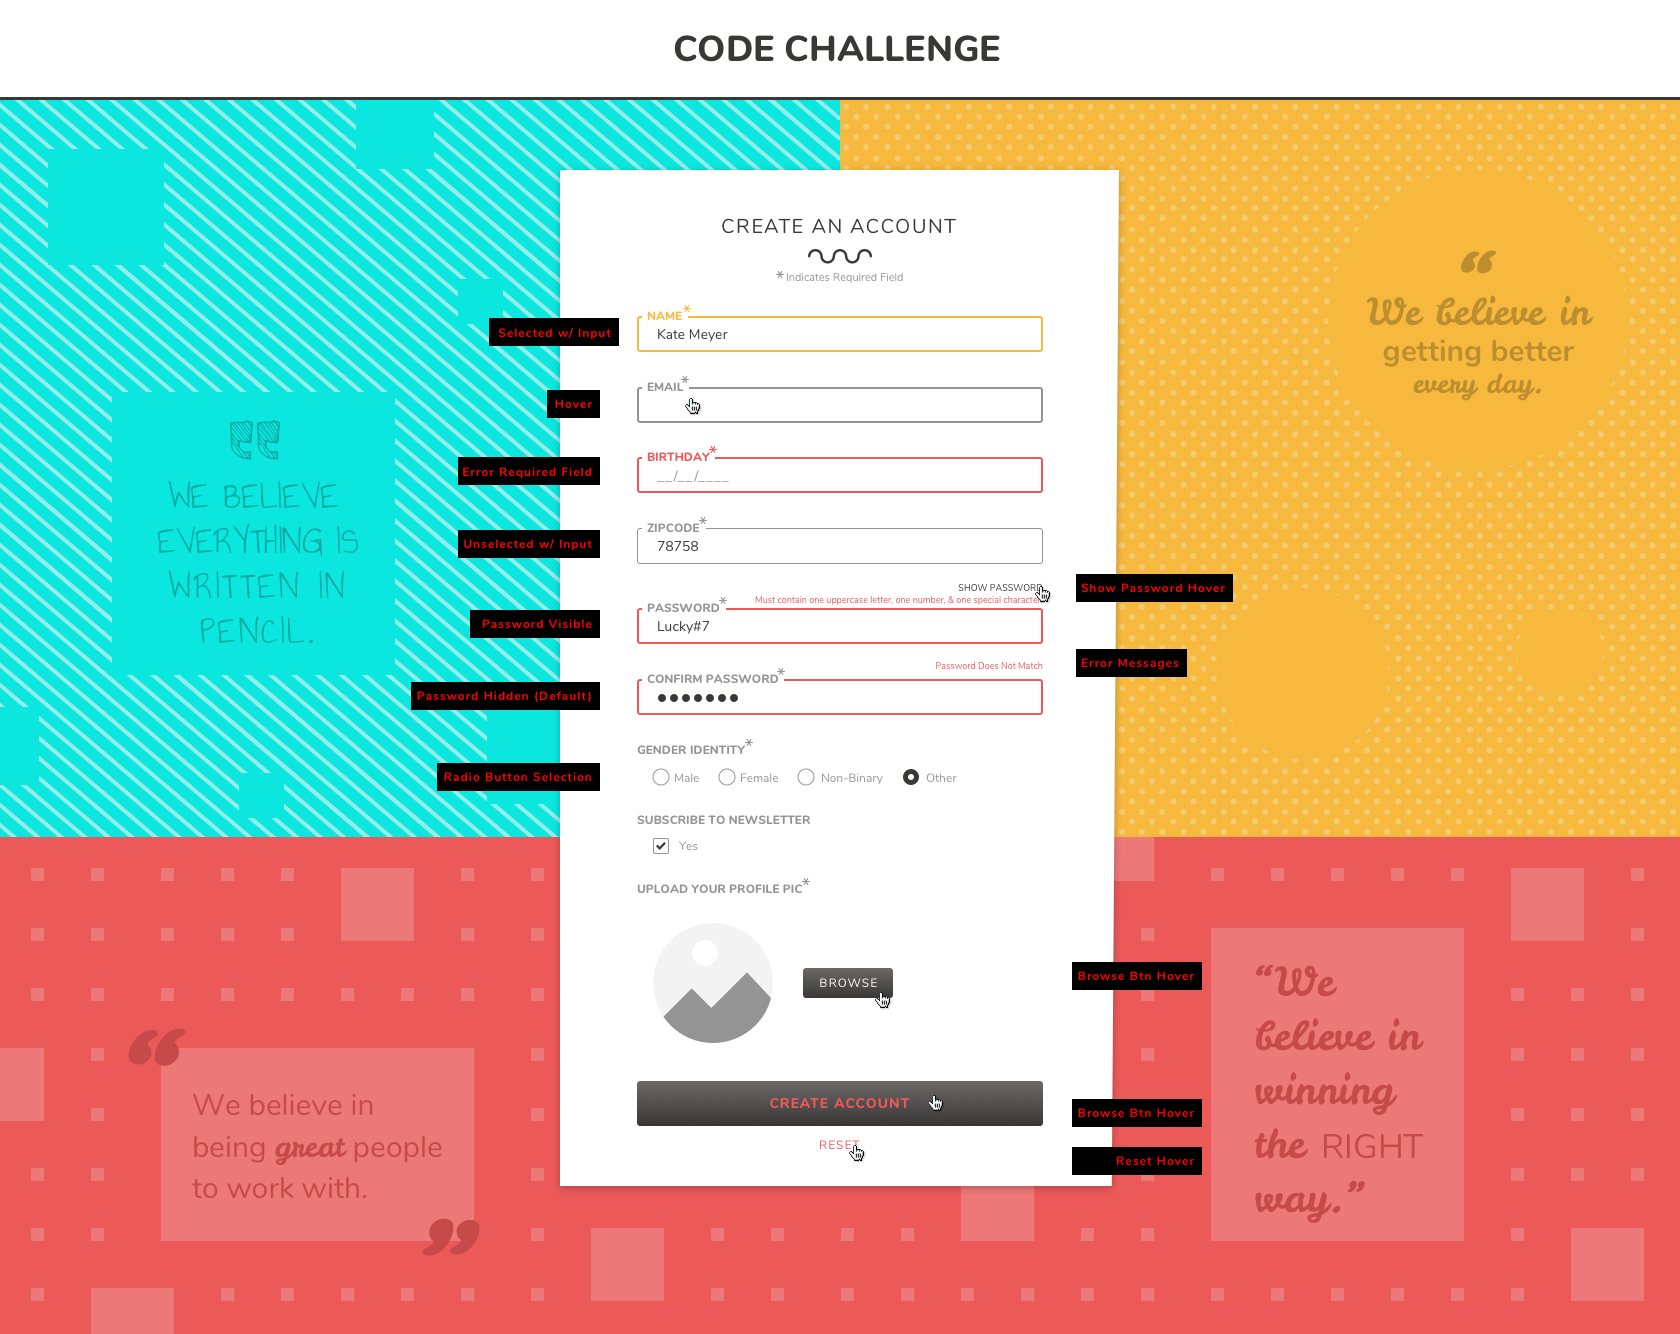 CODE CHALLENGE
CREATE AN ACCOUNT
* Indicates Required Field
Selected w/ Input
NAME*
Kate Meyer
Hover
EMAIL*
Error Required Field
BIRTHDAY*
__/__/____
Unselected w/ Input
ZIPCODE*
78758
SHOW PASSWORD
Show Password Hover
Must contain one uppercase letter, one number, & one special character
Password Visible
PASSWORD*
Lucky#7
Password Does Not Match
Error Messages
Password Hidden (Default)
CONFIRM PASSWORD*
●●●●●●●
GENDER IDENTITY*
Radio Button Selection
Male Female Non-Binary Other
SUBSCRIBE TO NEWSLETTER
Yes
UPLOAD YOUR PROFILE PIC*
BROWSE
Browse Btn Hover
CREATE ACCOUNT
Browse Btn Hover
RESET
Reset Hover
“
WE BELIEVE
EVERYTHING IS
WRITTEN IN
PENCIL.
“
We believe in
getting better
every day.
“
We believe in
being great people
to work with.
”
“We
believe in
winning
the RIGHT
way.”